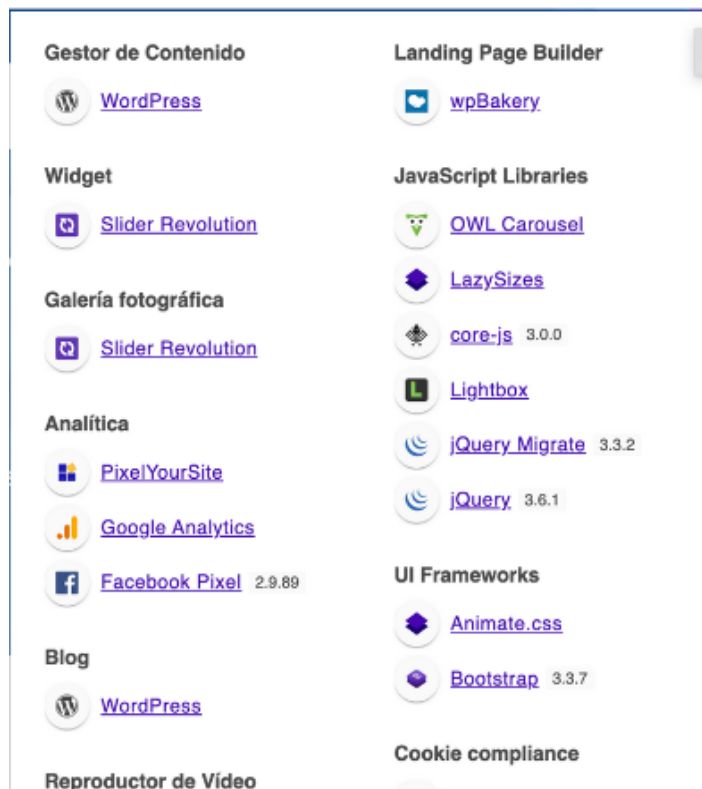 Gestor de Contenido
WordPress
Widget
Slider Revolution
Galería fotográfica
Slider Revolution
Analítica
PixelYourSite
Google Analytics
Facebook Pixel 2.9.89
Blog
WordPress
Reproductor de Vídeo
Landing Page Builder
wpBakery
JavaScript Libraries
OWL Carousel
LazySizes
core-js 3.0.0
Lightbox
jQuery Migrate 3.3.2
jQuery 3.6.1
UI Frameworks
Animate.css
Bootstrap 3.3.7
Cookie compliance